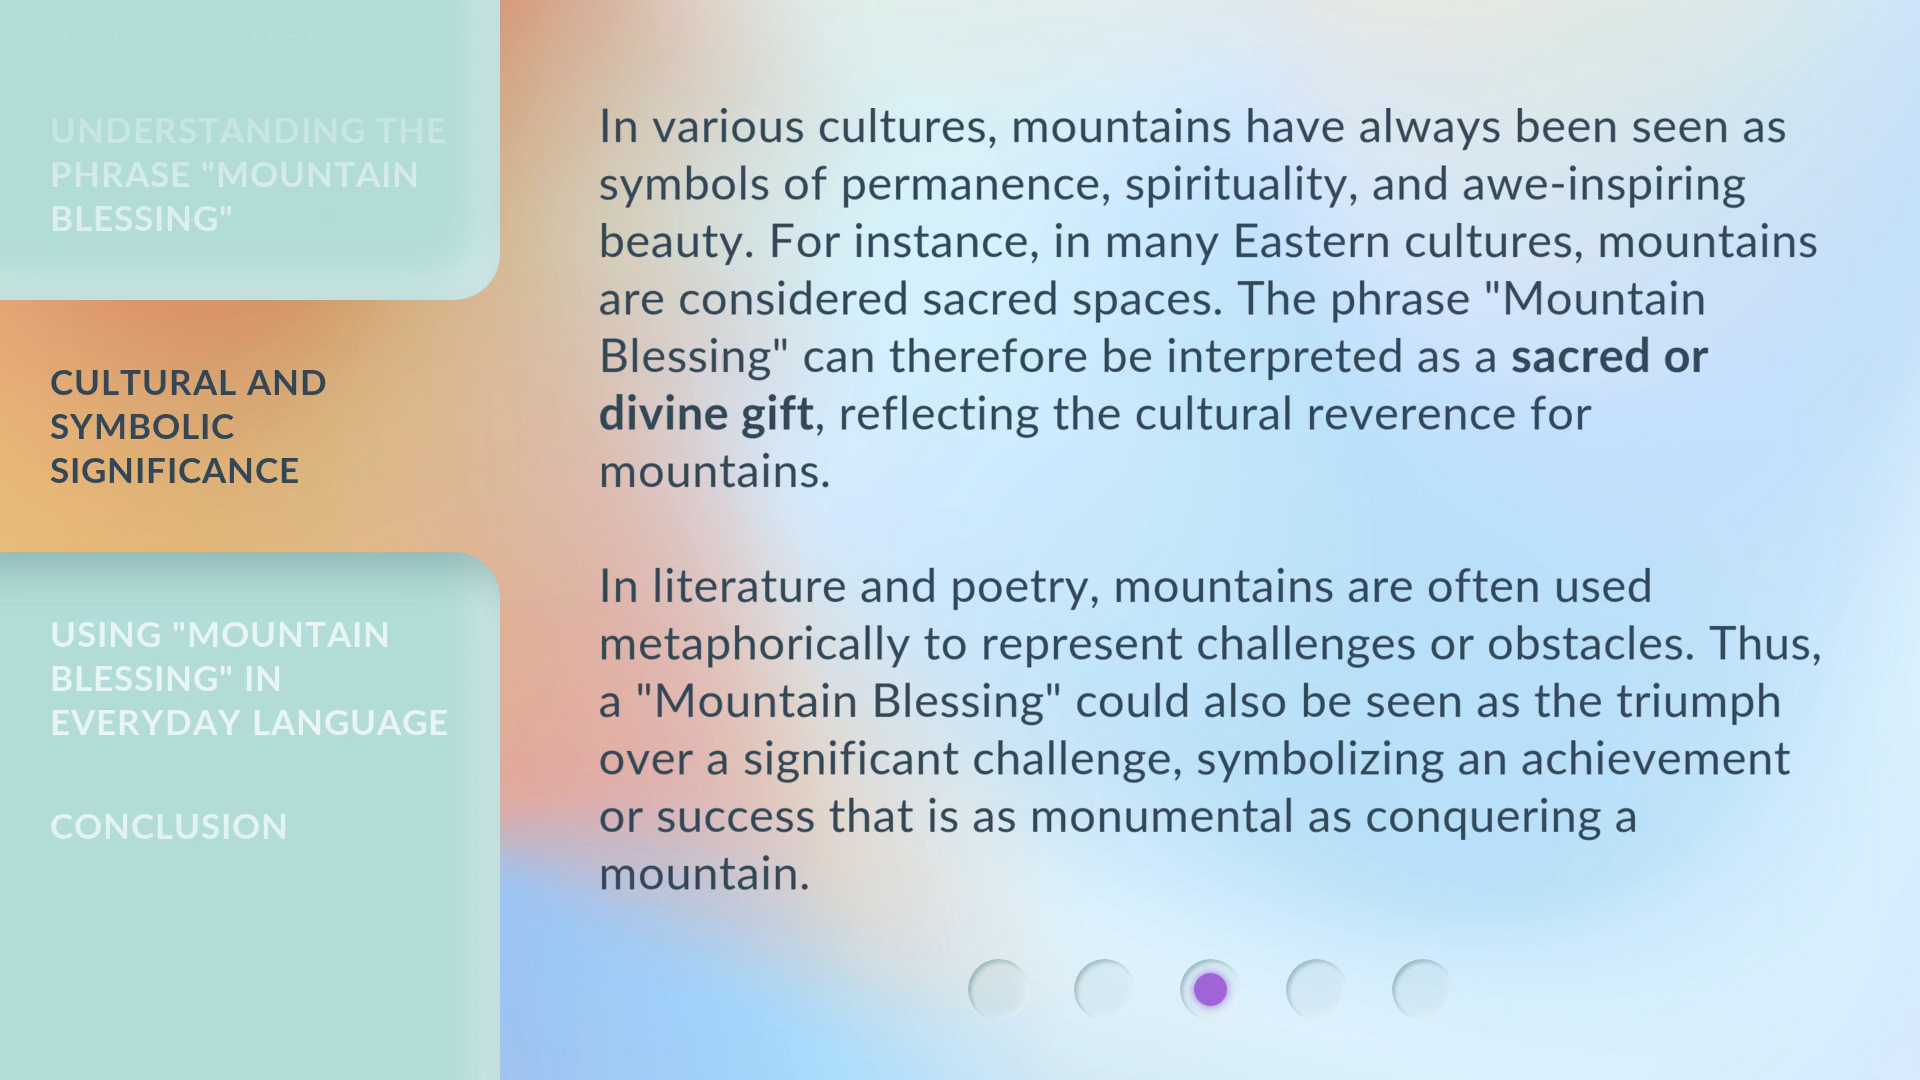 INTRODUCTION
UNDERSTANDING THE
PHRASE "MOUNTAIN
BLESSING"
CULTURAL AND
SYMBOLIC
SIGNIFICANCE
USING "MOUNTAIN
BLESSING" IN
EVERYDAY LANGUAGE
CONCLUSION
In various cultures, mountains have always been seen as
symbols of permanence, spirituality, and awe-inspiring
beauty. For instance, in many Eastern cultures, mountains
are considered sacred spaces. The phrase "Mountain
Blessing" can therefore be interpreted as a sacred or
divine gift, reflecting the cultural reverence for
mountains.
In literature and poetry, mountains are often used
metaphorically to represent challenges or obstacles. Thus,
a "Mountain Blessing" could also be seen as the triumph
over a significant challenge, symbolizing an achievement
or success that is as monumental as conquering a
mountain.